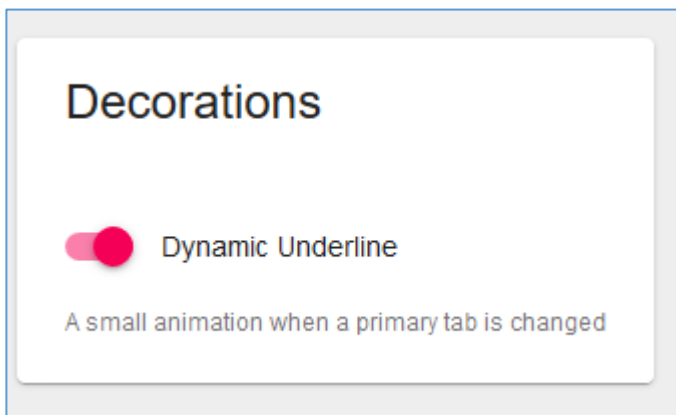 Decorations
Dynamic Underline
A small animation when a primary tab is changed